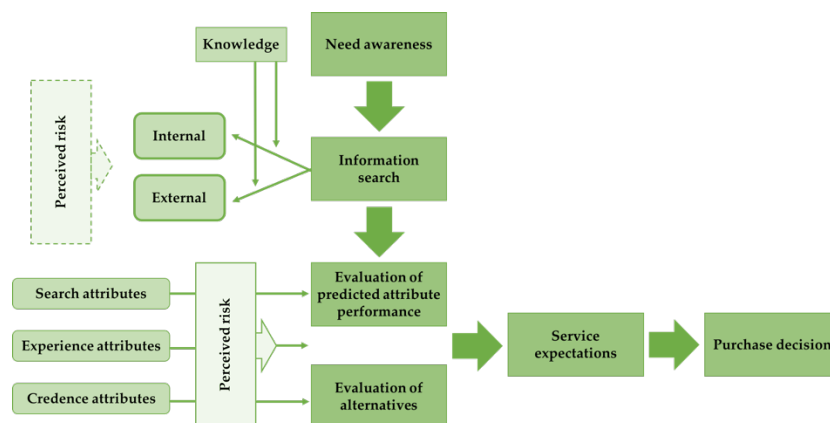 Knowledge
Need awareness
Perceived risk
Internal
External
Information
search
Search attributes
Experience attributes
Credence attributes
Perceived risk
Evaluation of
predicted attribute
performance
Evaluation of
alternatives
Service
expectations
Purchase decision